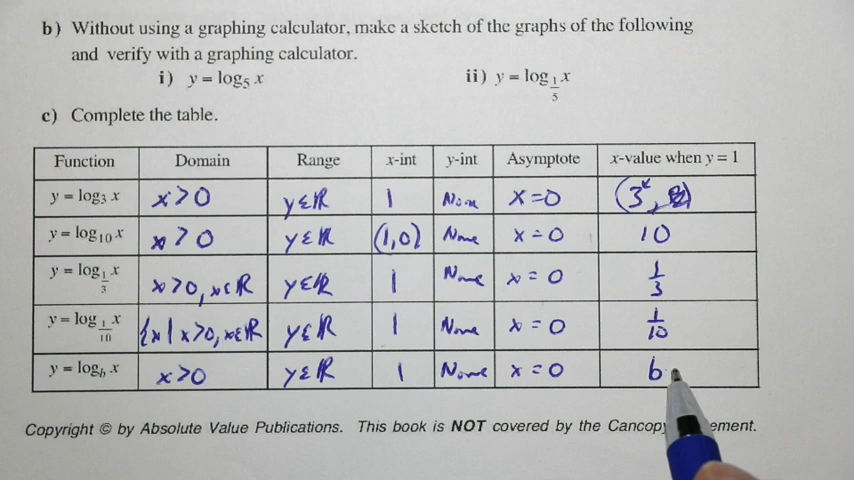 b) Without using a graphing calculator, make a sketch of the graphs of the following
and verify with a graphing calculator.
i) y = log₅ x ii) y = log_{1/5} x
c) Complete the table.
Function Domain Range x-int y-int Asymptote x-value when y = 1
y = log₃ x x>0 y∈ℝ 1 None x=0 (3
y = log₁₀ x x>0 y∈ℝ (1,0) None x=0 10
y = log_{1/3} x x>0, x∈ℝ y∈ℝ 1 None x=0 1/3
y = log_{1/10} x {x|x>0, x∈ℝ y∈ℝ 1 None x=0 1/10
y = log_b x x>0 y∈ℝ 1 None x=0 b
Copyright © by Absolute Value Publications. This book is NOT covered by the Cancopy ement.